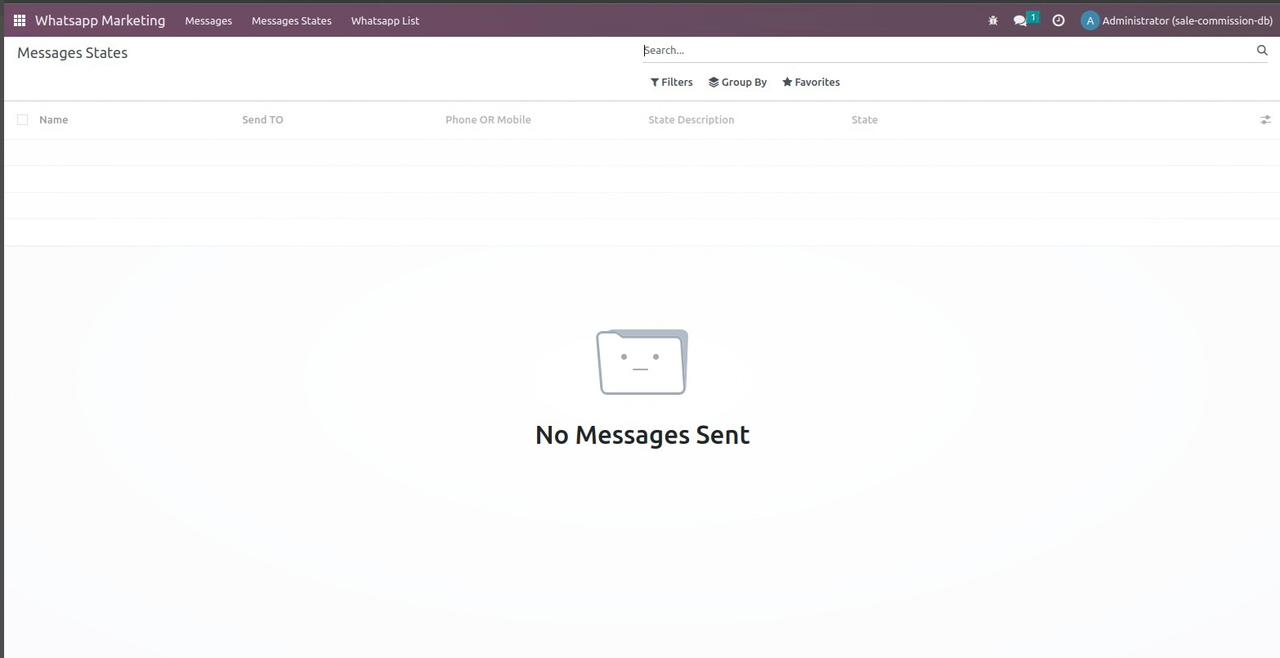 Whatsapp Marketing Messages Messages States Whatsapp List 1 A Administrator (sale-commission-db)
Messages States Search...
Filters Group By Favorites
Name Send TO Phone OR Mobile State Description State
No Messages Sent